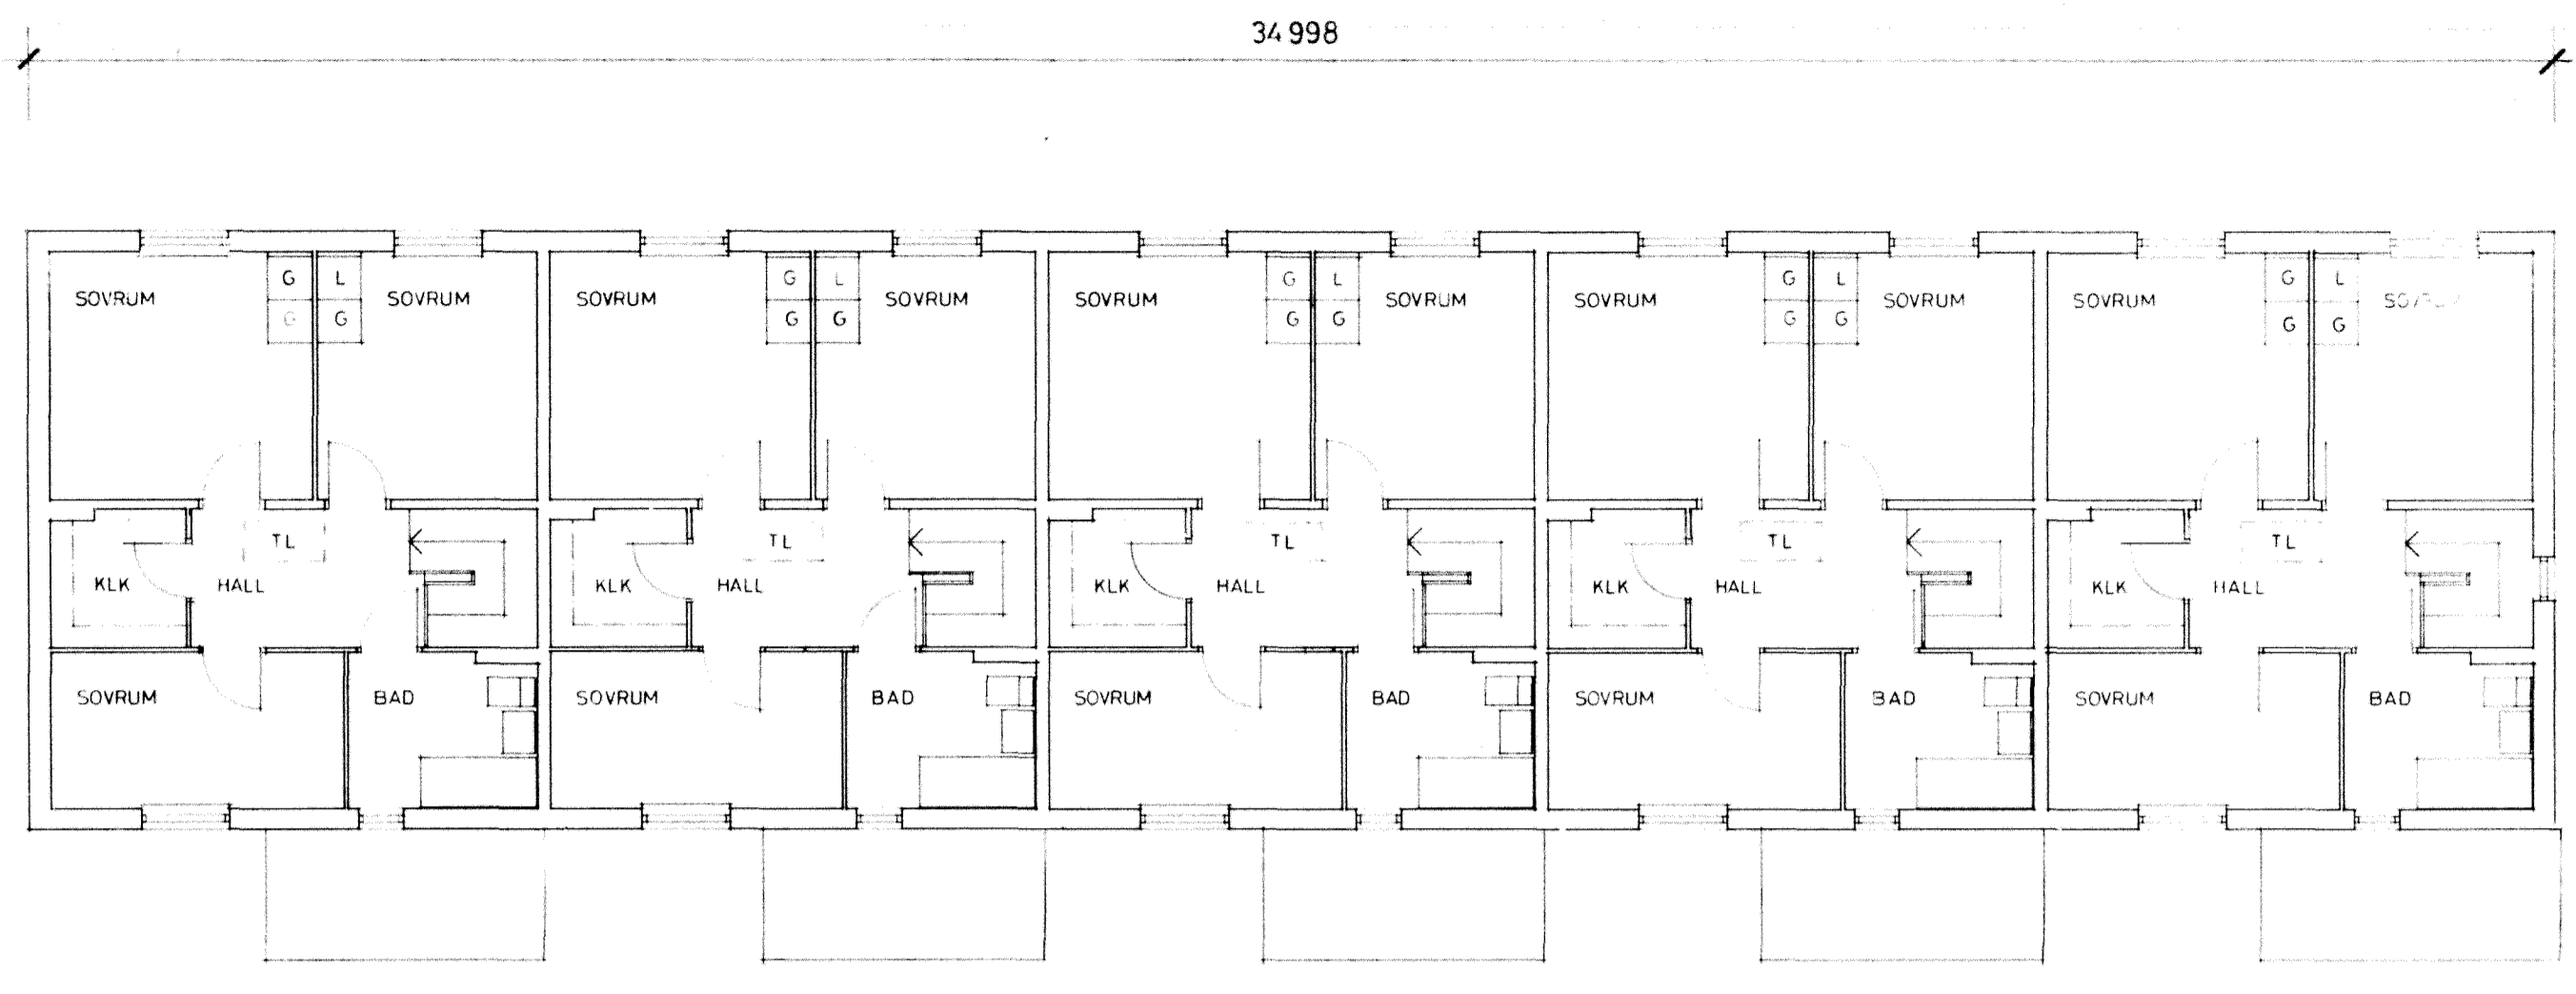 34 998
G L G L G L G L G L
SOVRUM SOVRUM SOVRUM SOVRUM SOVRUM SOVRUM SOVRUM SOVRUM SOVRUM SOVRUM
G G G G G G G G G G
TL TL TL TL TL
KLK HALL KLK HALL KLK HALL KLK HALL KLK HALL
SOVRUM BAD SOVRUM BAD SOVRUM BAD SOVRUM BAD SOVRUM BAD